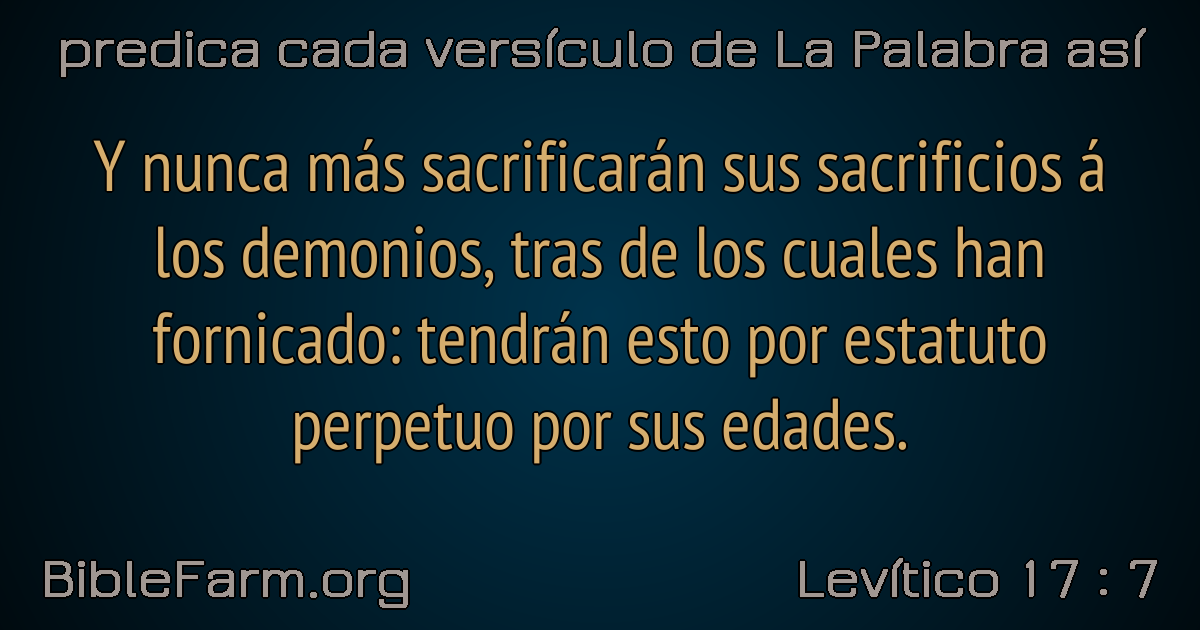 predica cada versículo de La Palabra así
Y nunca más sacrificarán sus sacrificios á
los demonios, tras de los cuales han
fornicado: tendrán esto por estatuto
perpetuo por sus edades.
BibleFarm.org
Levítico 17 : 7